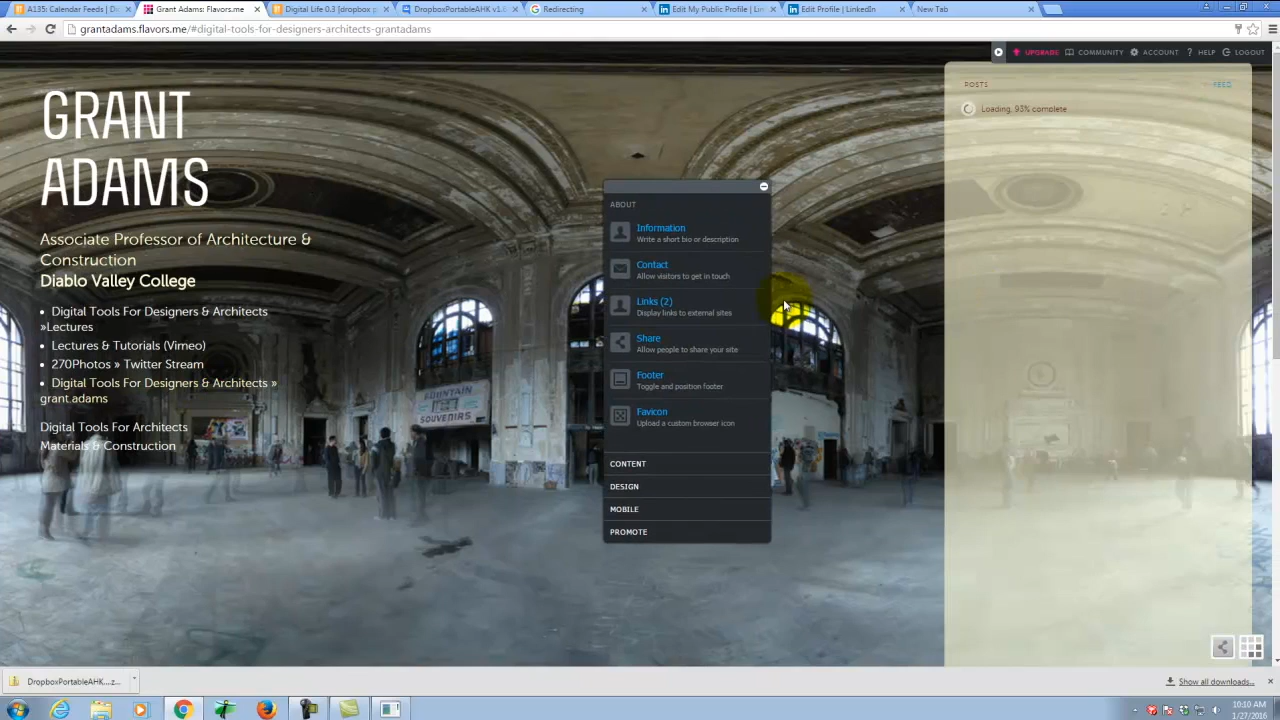 A135: Calendar Feeds | D
Grant Adams: Flavors.me
Digital Life 0.3 [dropbox p
DropboxPortableAHK v1.6
Redirecting
Edit My Public Profile | Lin
Edit Profile | LinkedIn
New Tab
grantadams.flavors.me/#digital-tools-for-designers-architects-grantadams
UPGRADE COMMUNITY ACCOUNT ? HELP LOGOUT
GRANT
ADAMS
Associate Professor of Architecture &
Construction
Diablo Valley College
• Digital Tools For Designers & Architects
»Lectures
• Lectures & Tutorials (Vimeo)
• 270Photos » Twitter Stream
• Digital Tools For Designers & Architects »
grant.adams
Digital Tools For Architects
Materials & Construction
FOUNTAIN
SOUVENIRS
ABOUT
Information
Write a short bio or description
Contact
Allow visitors to get in touch
Links (2)
Display links to external sites
Share
Allow people to share your site
Footer
Toggle and position footer
Favicon
Upload a custom browser icon
CONTENT
DESIGN
MOBILE
PROMOTE
POSTS
FEED
Loading, 93% complete
DropboxPortableAHK....z...
Show all downloads...
10:10 AM
1/27/2016